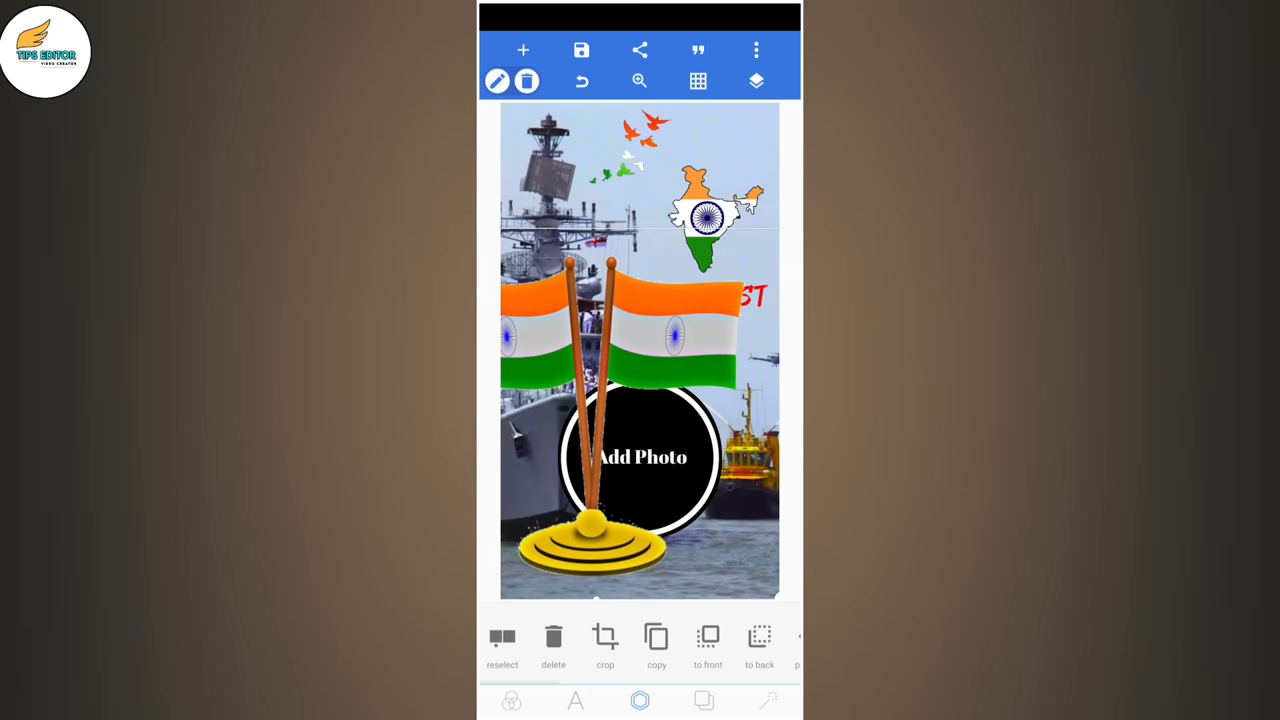 TIPS EDITOR
VIDEO CREATOR
ST
Add Photo
reselect
delete
crop
copy
to front
to back